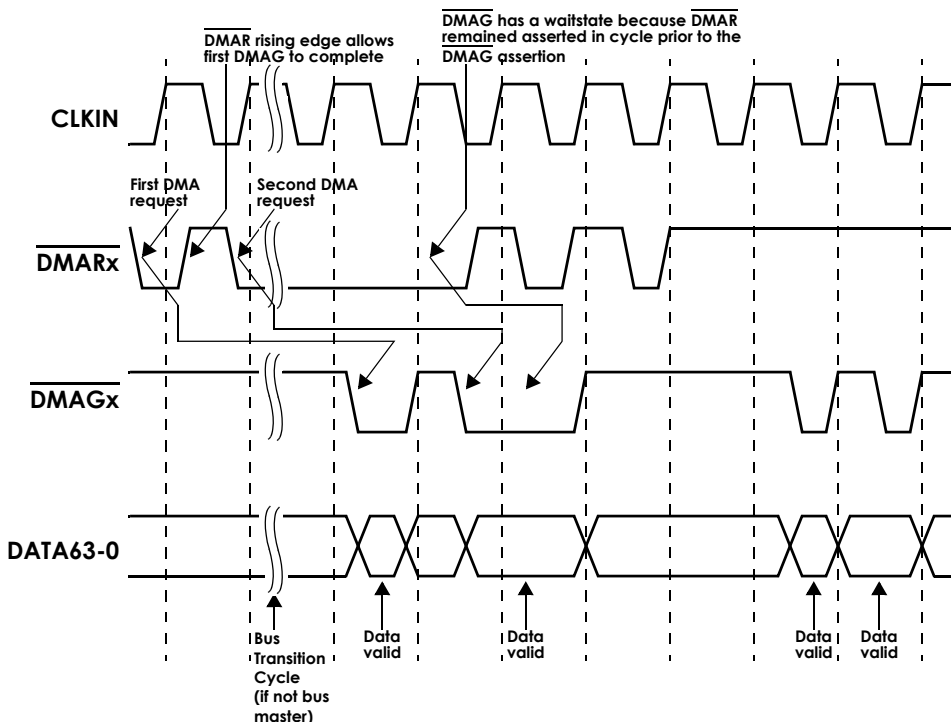 DMAR rising edge allows
first DMAG to complete
DMAG has a waitstate because DMAR
remained asserted in cycle prior to the
DMAG assertion
CLKIN
First DMA
request
Second DMA
request
DMARx
DMAGx
DATA63-0
Bus
Transition
Cycle
(if not bus
master)
Data
valid
Data
valid
Data
valid
Data
valid